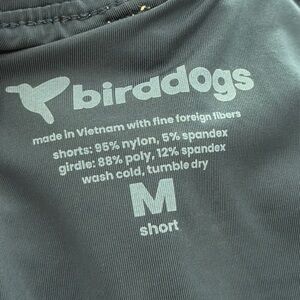 birddogs
made in Vietnam with fine foreign fibers
shorts: 95% nylon, 5% spandex
girdle: 88% poly, 12% spandex
wash cold, tumble dry
M
short